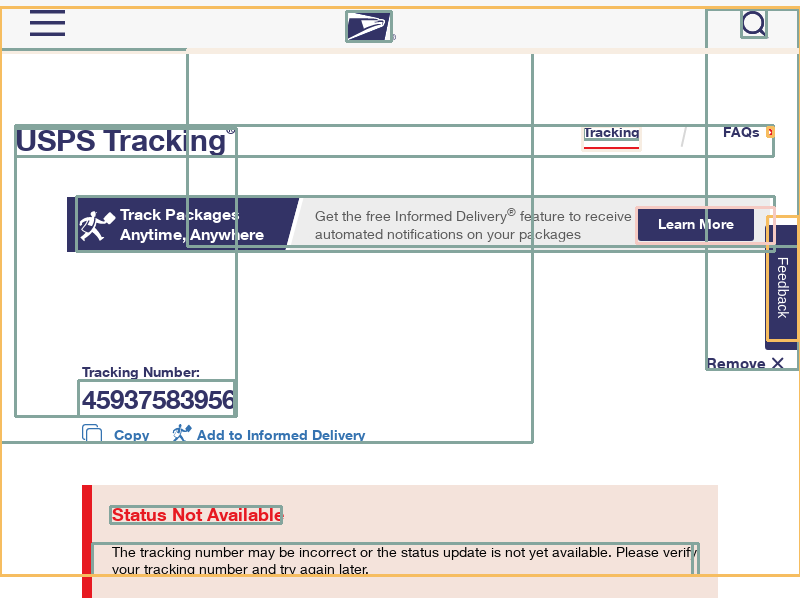 USPS Tracking®
Tracking
FAQs
Track Packages
Anytime, Anywhere
Get the free Informed Delivery® feature to receive
automated notifications on your packages
Learn More
Feedback
Remove
Tracking Number:
45937583956
Copy
Add to Informed Delivery
Status Not Available
The tracking number may be incorrect or the status update is not yet available. Please verify
your tracking number and try again later.